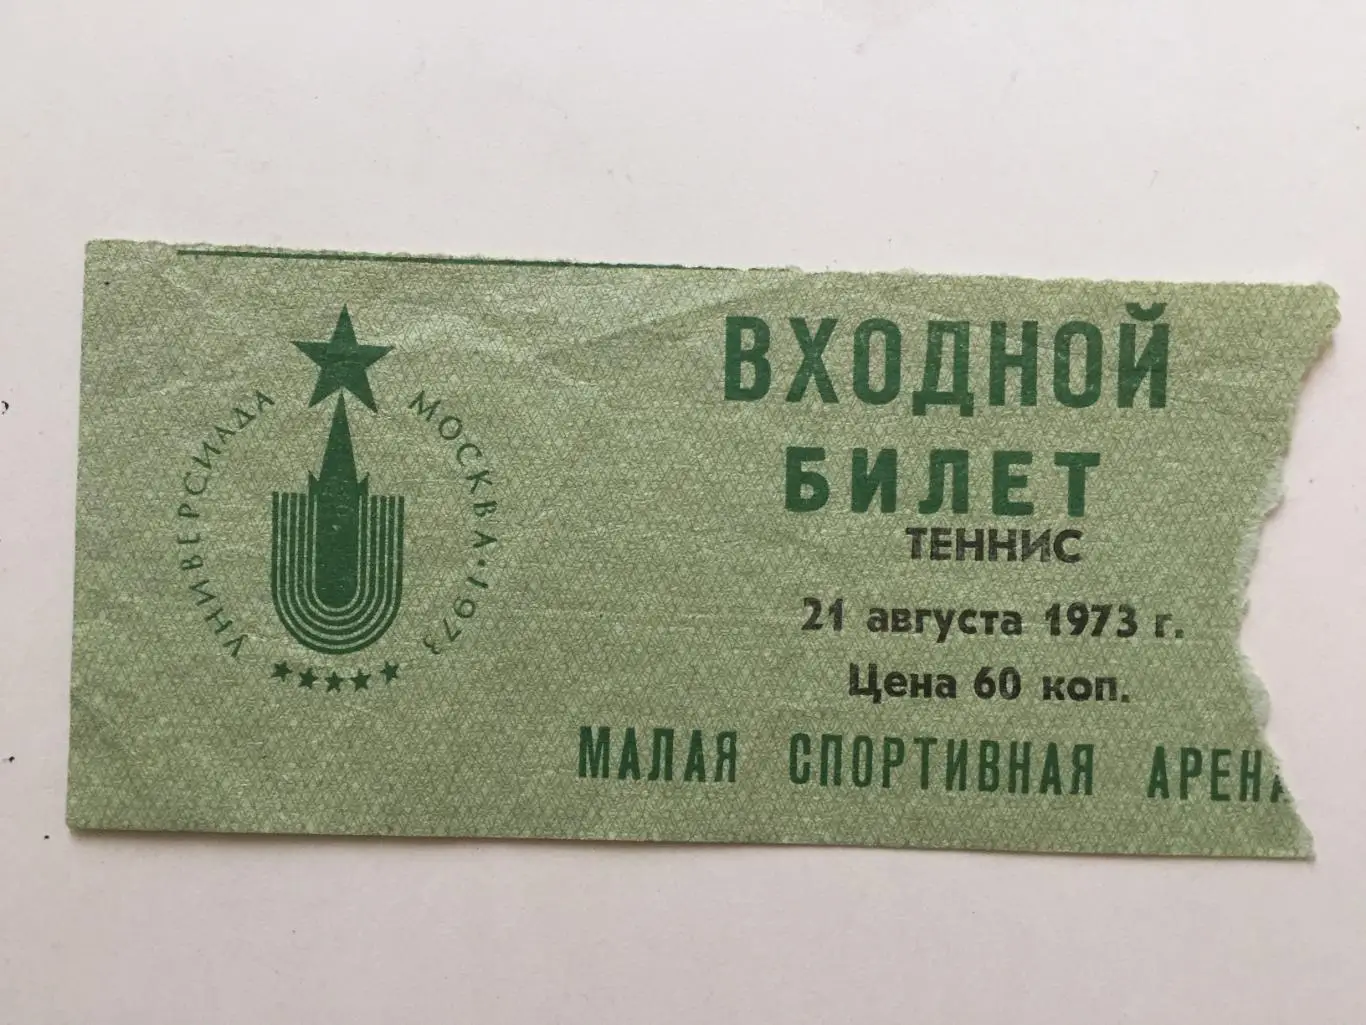 УНИВЕРСИАДА МОСКВА·1973
ВХОДНОЙ
БИЛЕТ
ТЕННИС
21 августа 1973 г.
Цена 60 коп.
МАЛАЯ СПОРТИВНАЯ АРЕНА